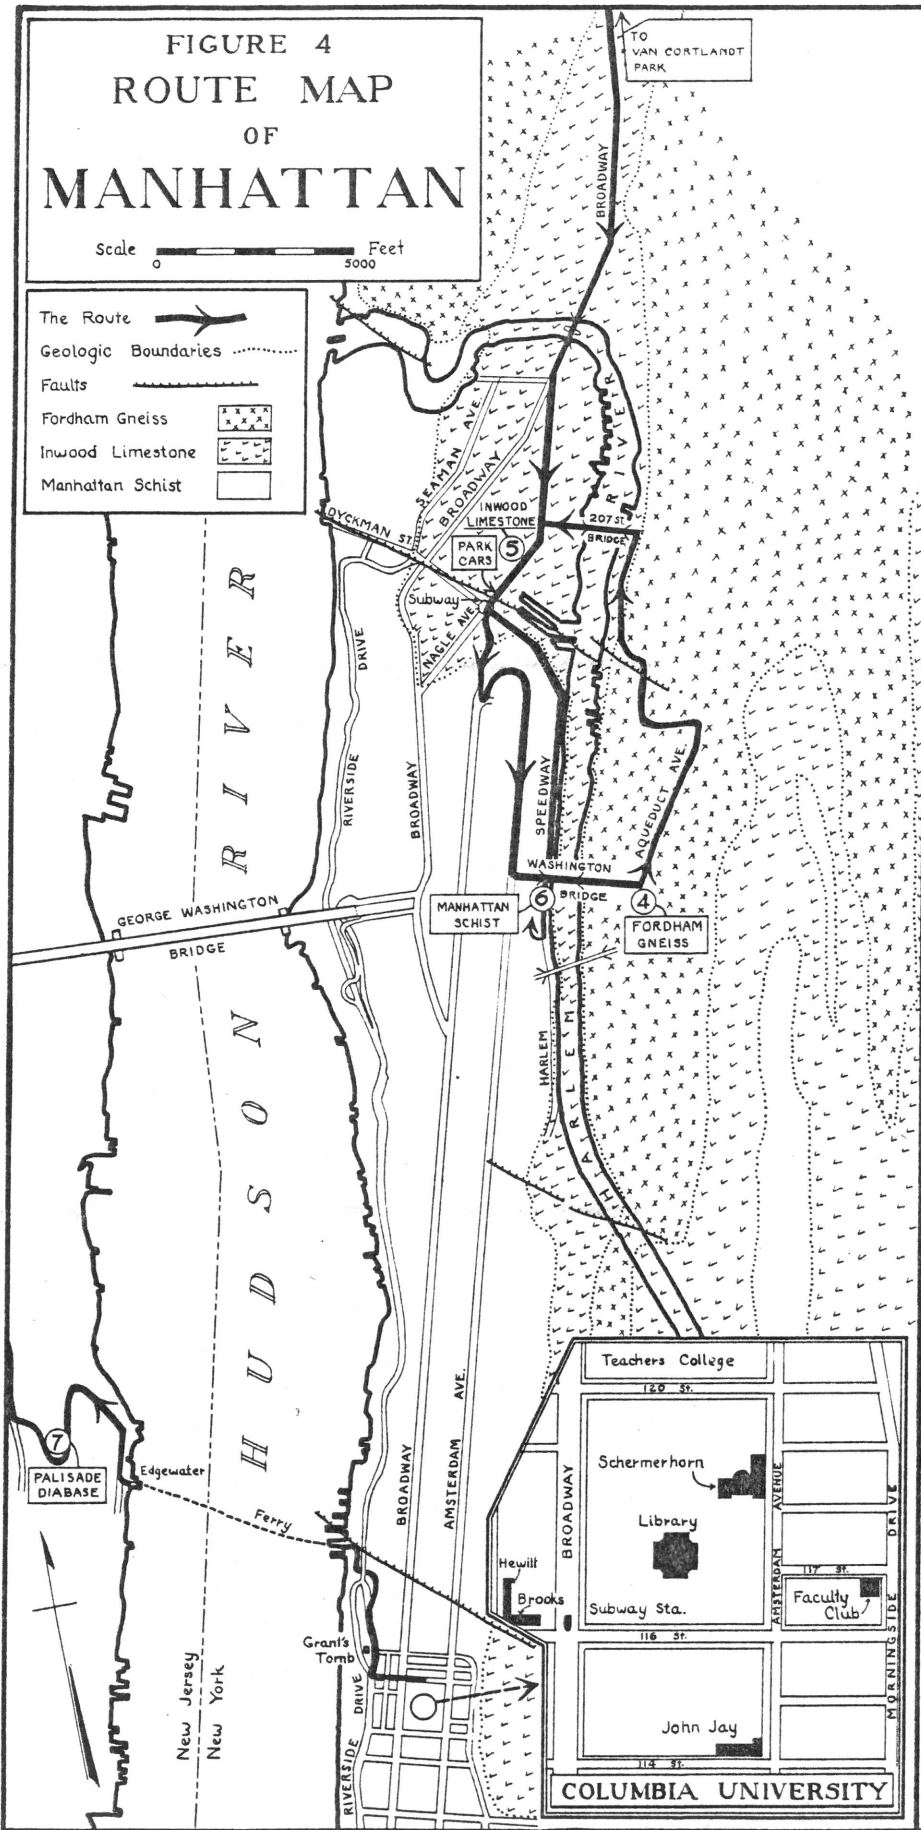 FIGURE 4
ROUTE MAP
OF
MANHATTAN
Scale 0 5000 Feet
The Route
Geologic Boundaries
Faults
Fordham Gneiss
Inwood Limestone
Manhattan Schist
TO
VAN CORTLANDT
PARK
BROADWAY
SEAMAN AVE.
BROADWAY
RIVER
INWOOD
LIMESTONE
5
207 ST.
BRIDGE
DYCKMAN ST.
PARK
CARS
Subway
NAGLE AVE.
DRIVE
RIVERSIDE
BROADWAY
SPEEDWAY
AQUEDUCT AVE.
WASHINGTON
BRIDGE
MANHATTAN
SCHIST
6
4
FORDHAM
GNEISS
GEORGE WASHINGTON
BRIDGE
HARLEM
HARLEM
HUDSON RIVER
7
PALISADE
DIABASE
Edgewater
Ferry
BROADWAY
AMSTERDAM AVE.
Grant's
Tomb
RIVERSIDE DRIVE
New Jersey
New York
Teachers College
120 St.
Schermerhorn
Library
BROADWAY
AMSTERDAM AVENUE
MORNINGSIDE DRIVE
Hewitt
Brooks
Subway Sta.
117 St.
Faculty
Club
116 St.
John Jay
114 St.
COLUMBIA UNIVERSITY